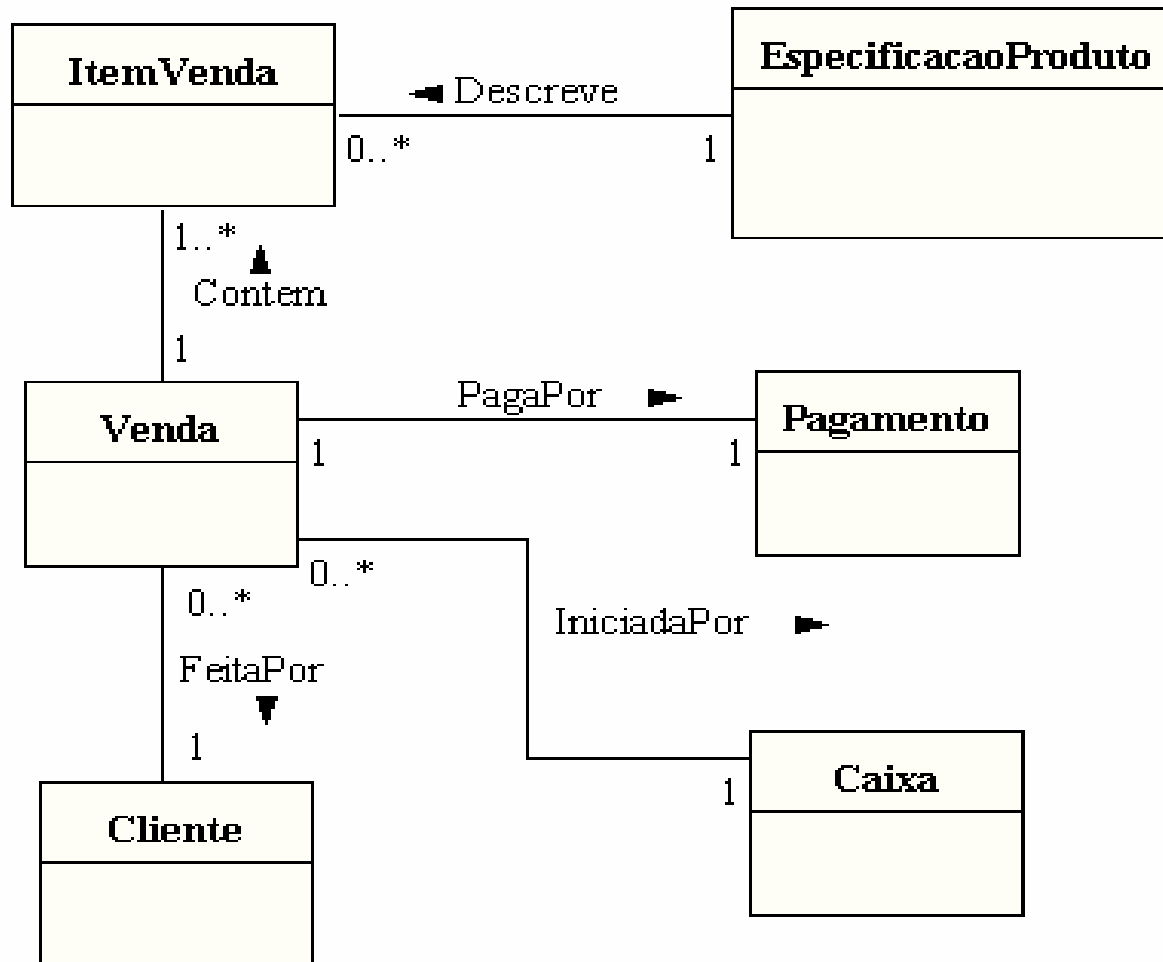 ItemVenda
EspecificacaoProduto
Descreve
0..*
1
1..*
Contem
1
Venda
PagaPor
Pagamento
1
1
0..*
0..*
IniciadaPor
FeitaPor
1
1
Caixa
Cliente